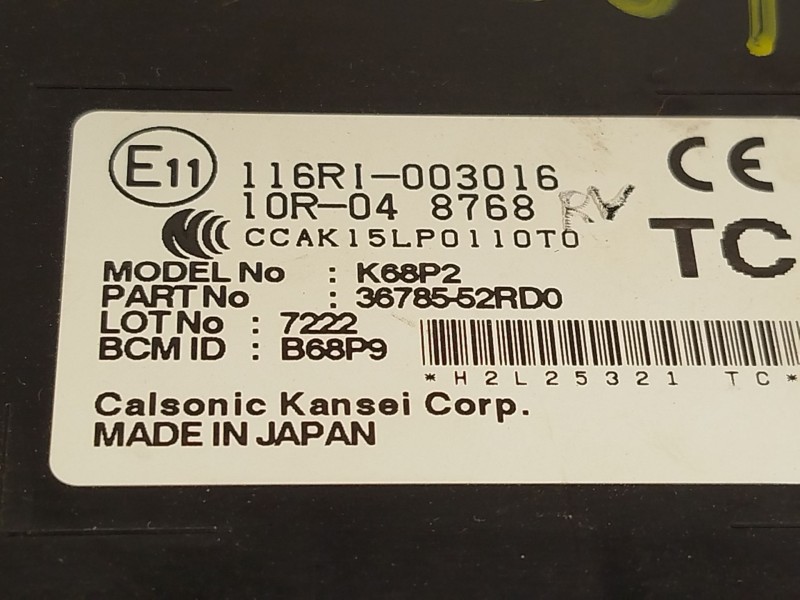 E11 116RI-003016
10R-04 8768 RV
CE
CCAK15LP0110T0
TC
MODEL No : K68P2
PART No : 36785-52RD0
LOT No : 7222
BCM ID : B68P9
*H2L25321 TC*
Calsonic Kansei Corp.
MADE IN JAPAN